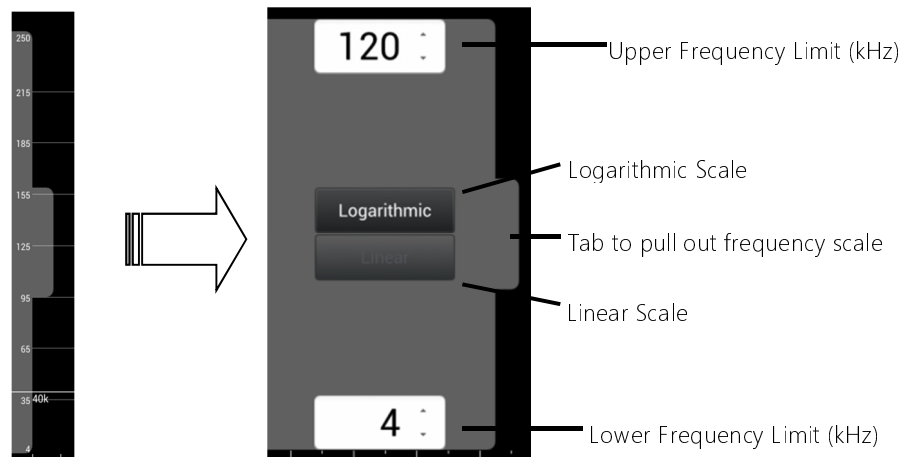 250
215
185
155
125
95
65
35 40k
4
120
Upper Frequency Limit (kHz)
Logarithmic Scale
Logarithmic
Tab to pull out frequency scale
Linear
Linear Scale
4
Lower Frequency Limit (kHz)